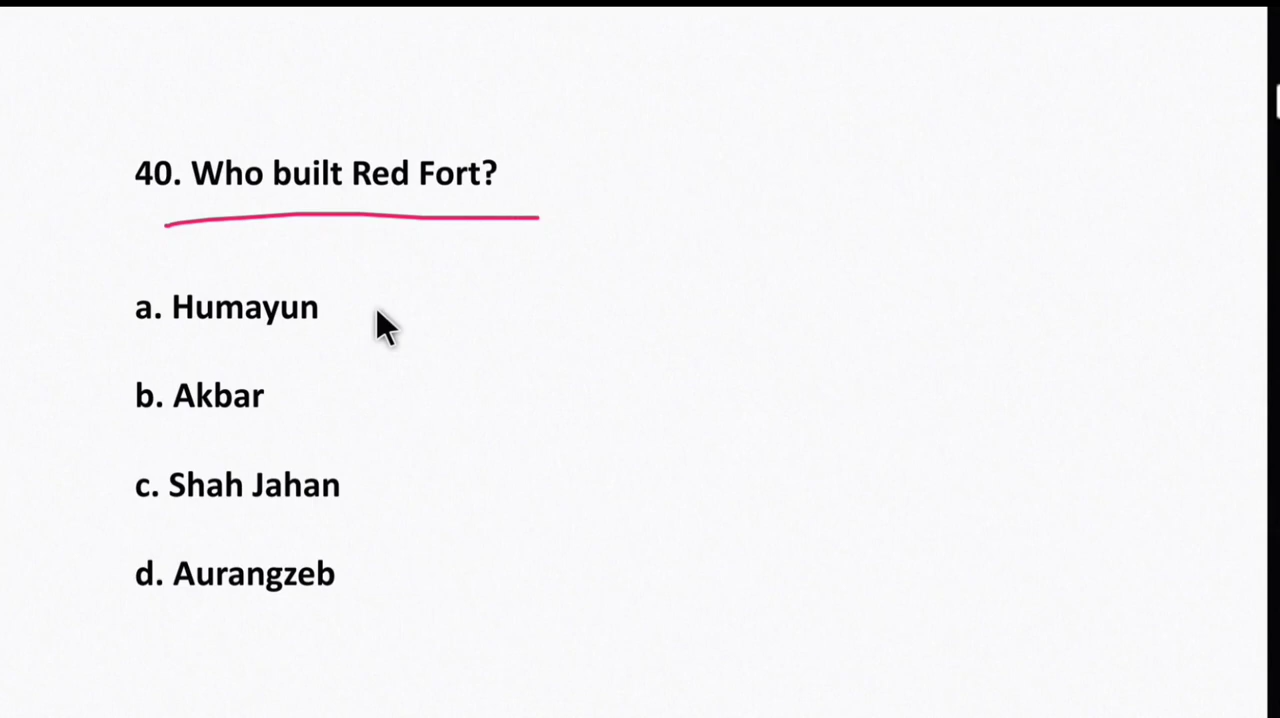 40. Who built Red Fort?
a. Humayun
b. Akbar
c. Shah Jahan
d. Aurangzeb